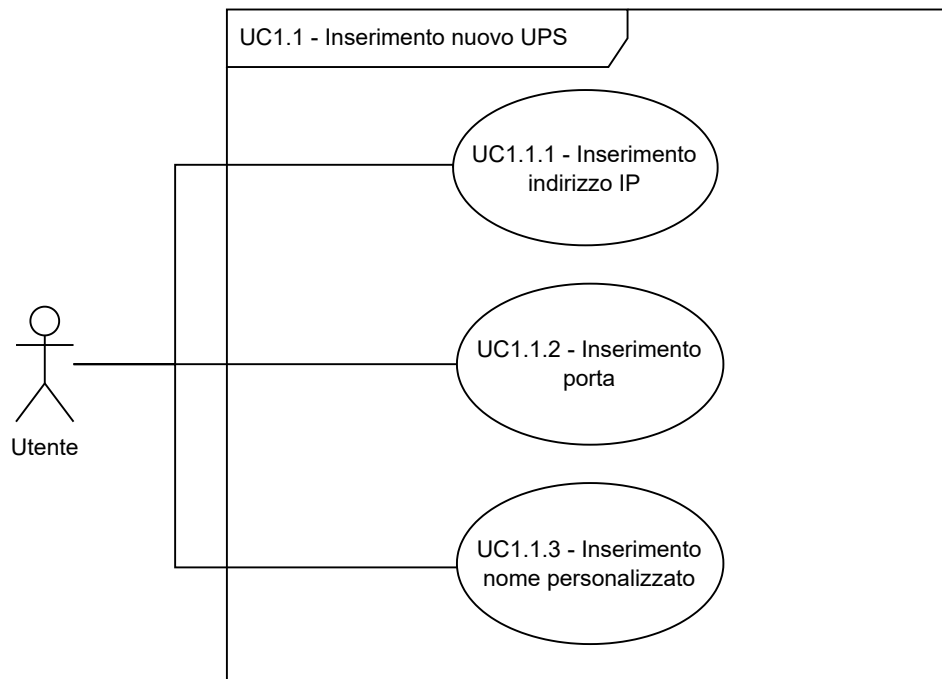 UC1.1 - Inserimento nuovo UPS
UC1.1.1 - Inserimento
indirizzo IP
UC1.1.2 - Inserimento
porta
Utente
UC1.1.3 - Inserimento
nome personalizzato